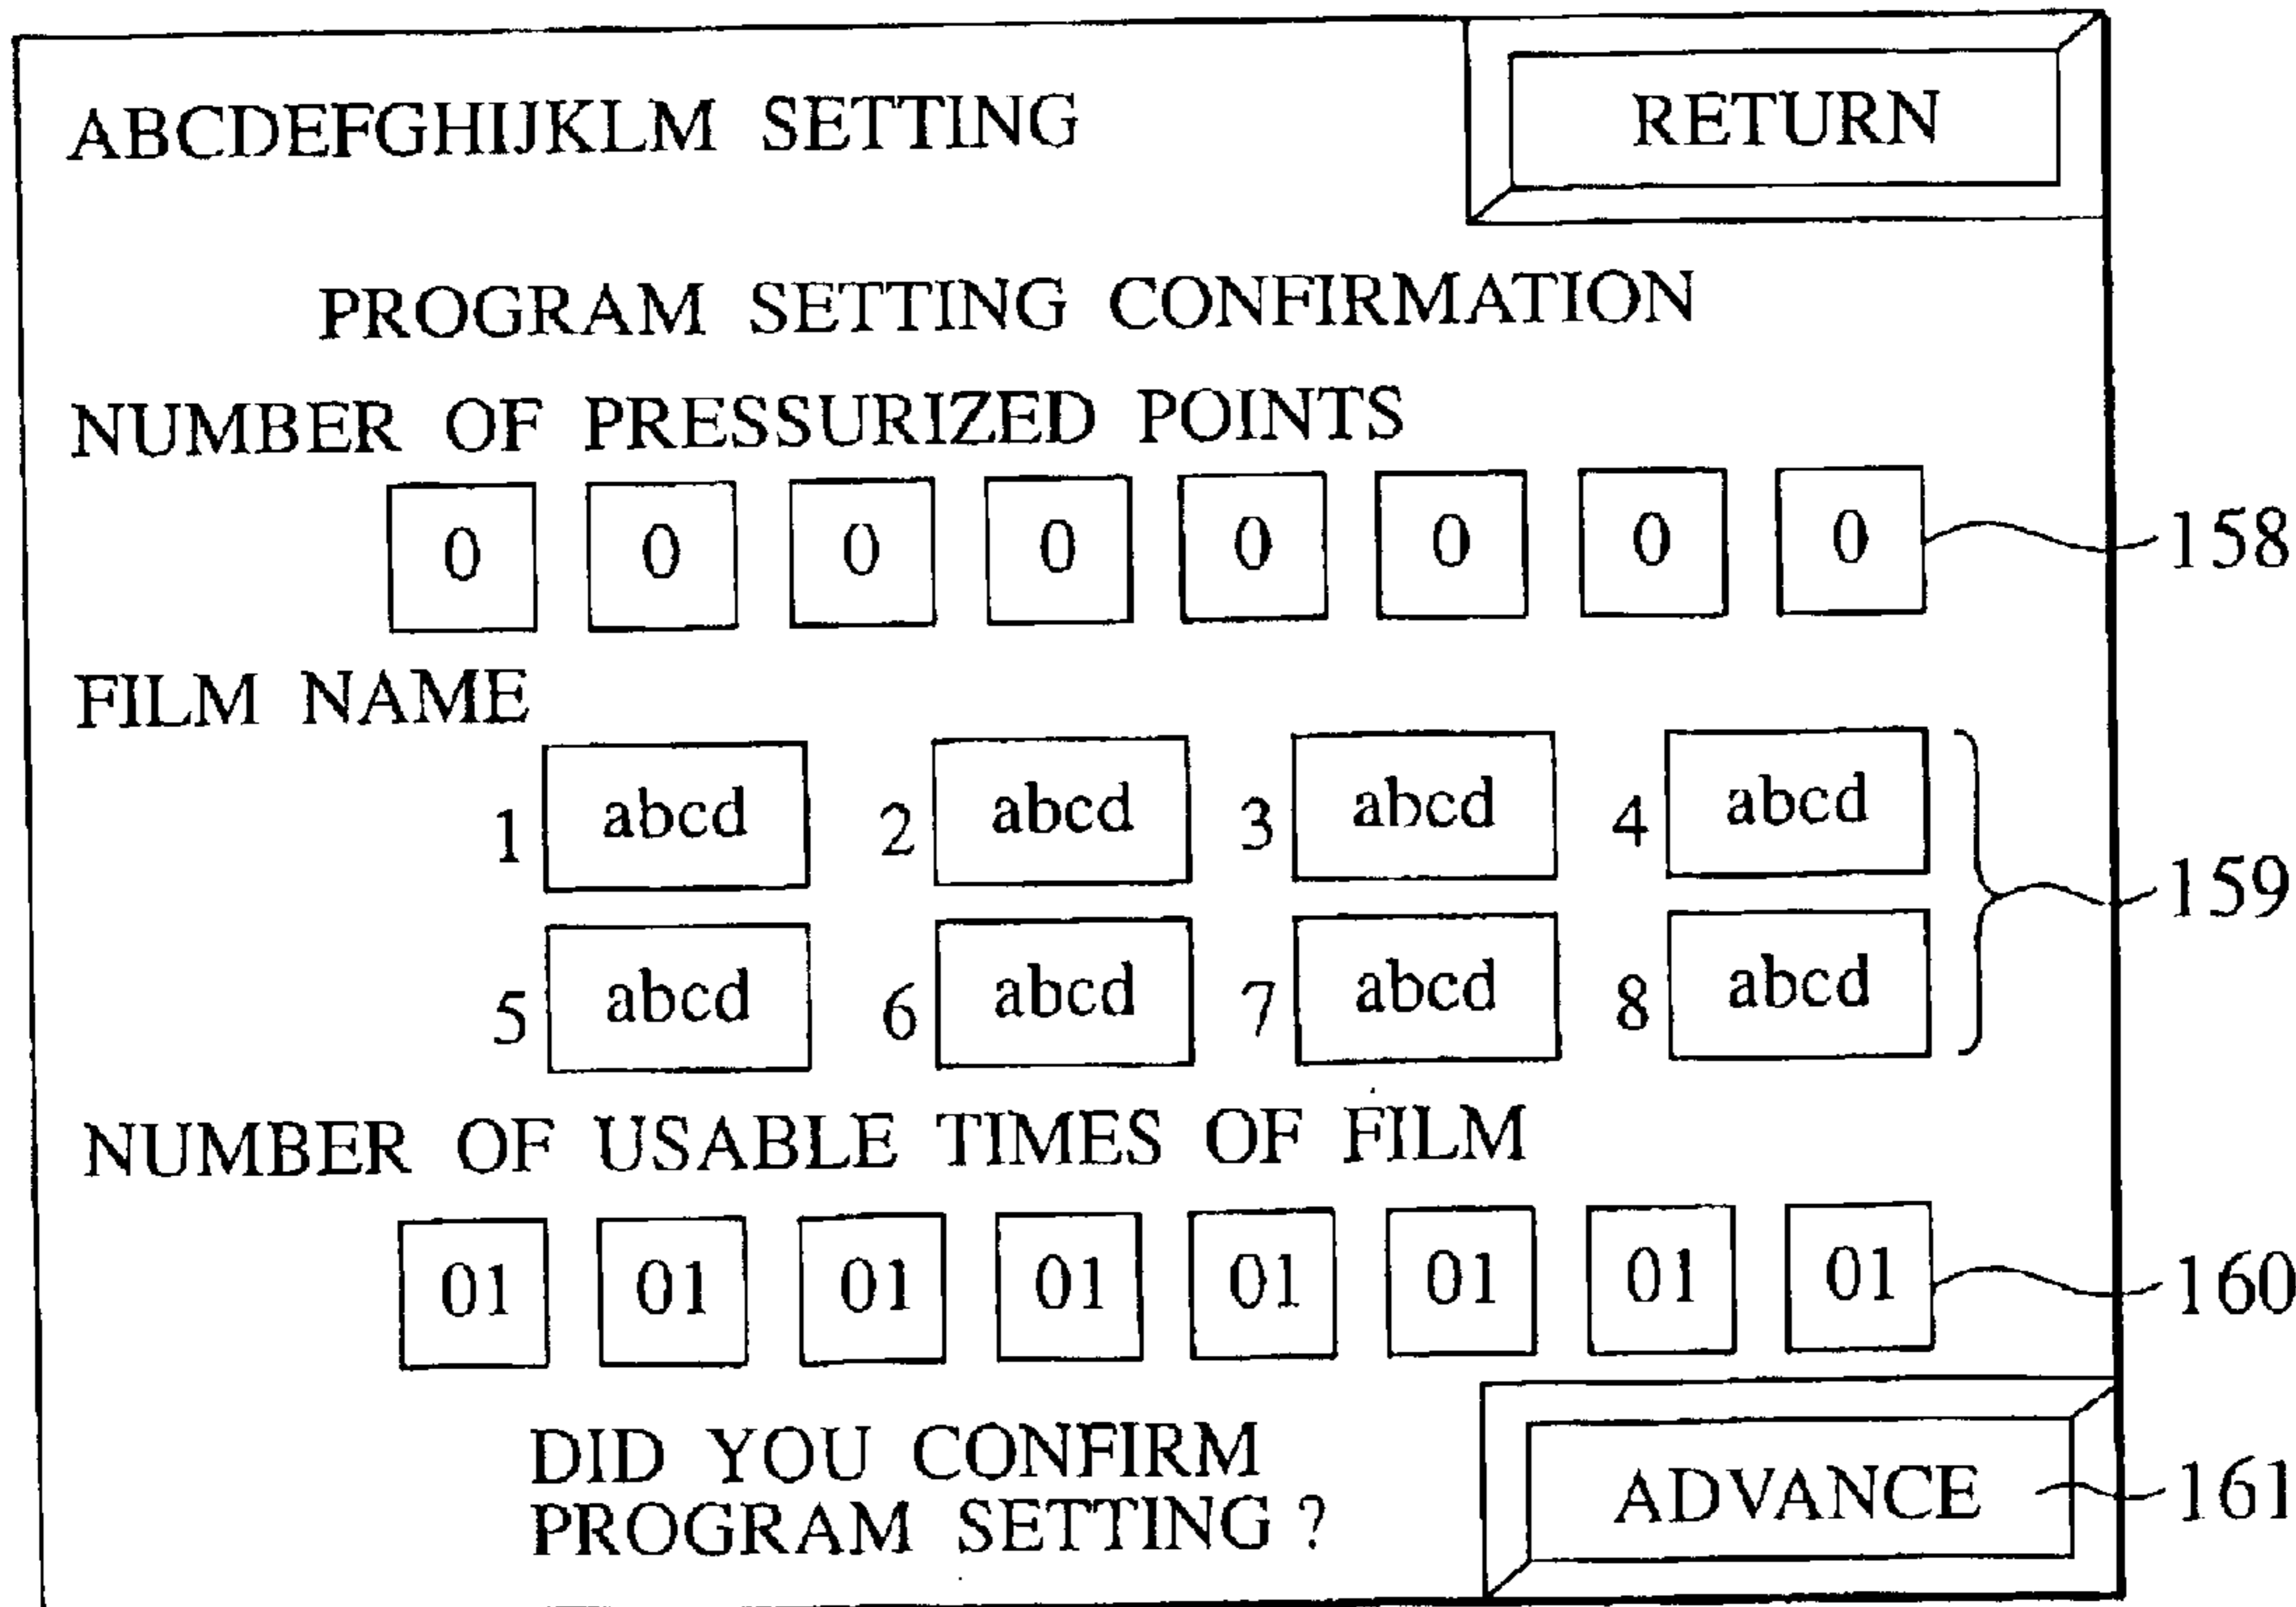 ABCDEFGHIJKLM SETTING RETURN
PROGRAM SETTING CONFIRMATION
NUMBER OF PRESSURIZED POINTS
0 0 0 0 0 0 0 0 158
FILM NAME
1 abcd 2 abcd 3 abcd 4 abcd
159
5 abcd 6 abcd 7 abcd 8 abcd
NUMBER OF USABLE TIMES OF FILM
01 01 01 01 01 01 01 01 160
DID YOU CONFIRM
PROGRAM SETTING ? ADVANCE 161